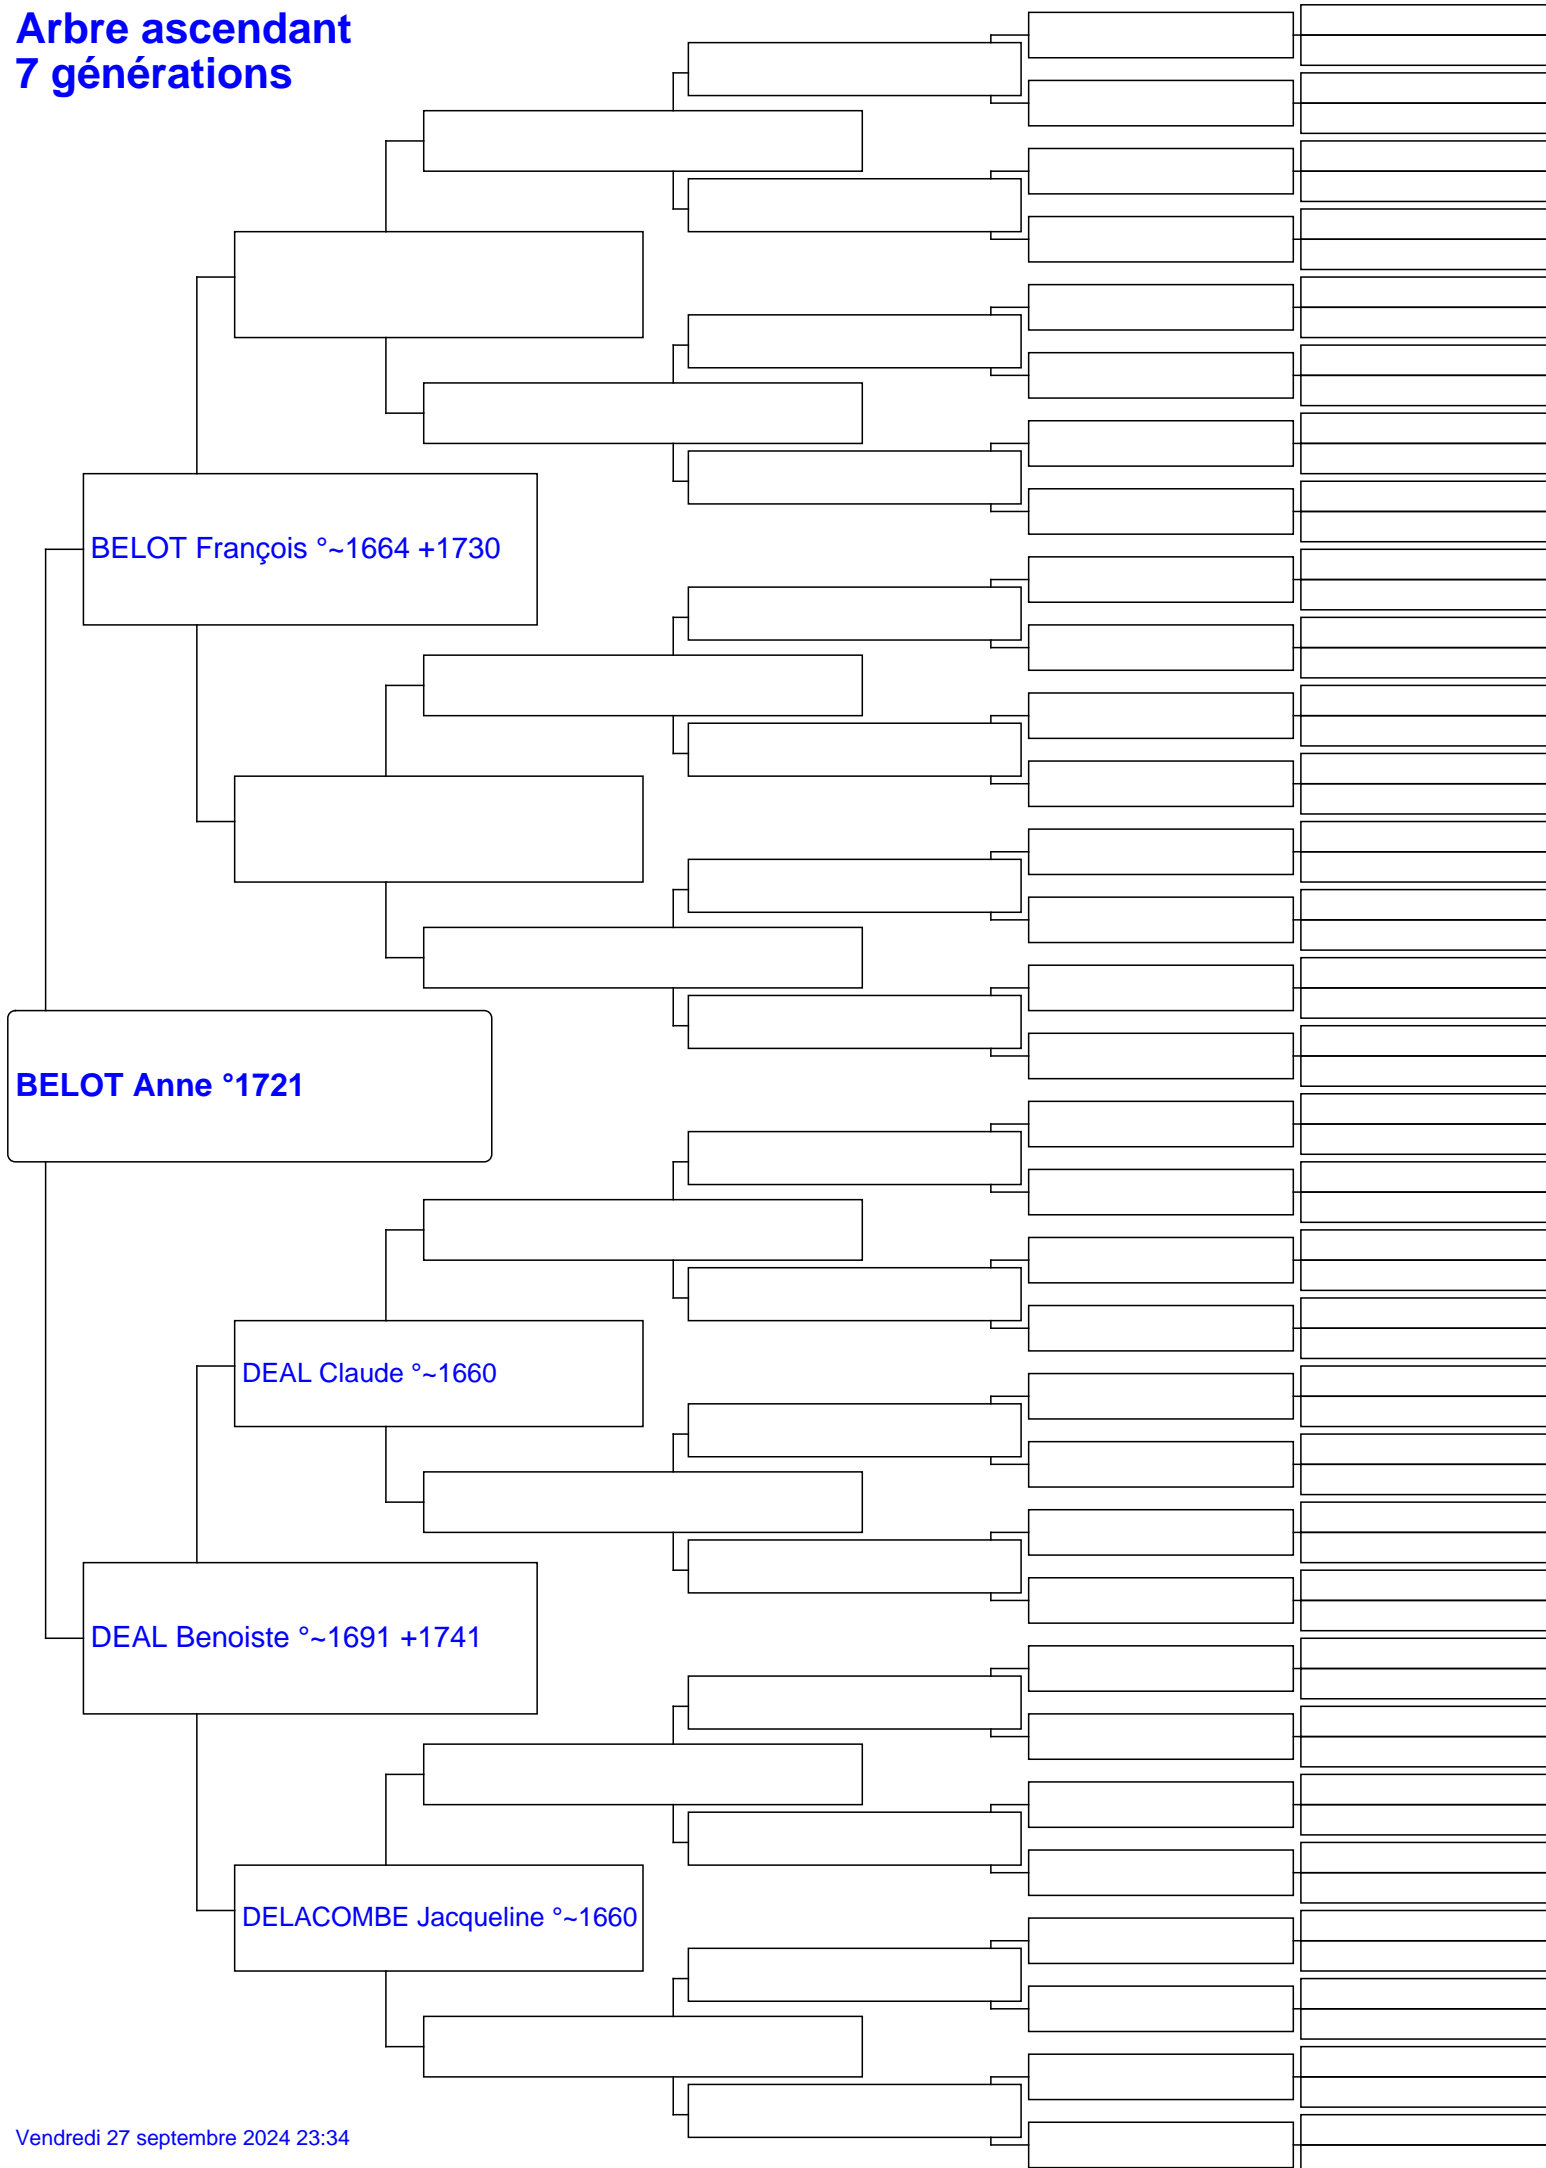 Arbre ascendant
7 générations
BELOT François °~1664 +1730
BELOT Anne °1721
DEAL Claude °~1660
DEAL Benoiste °~1691 +1741
DELACOMBE Jacqueline °~1660
Vendredi 27 septembre 2024 23:34